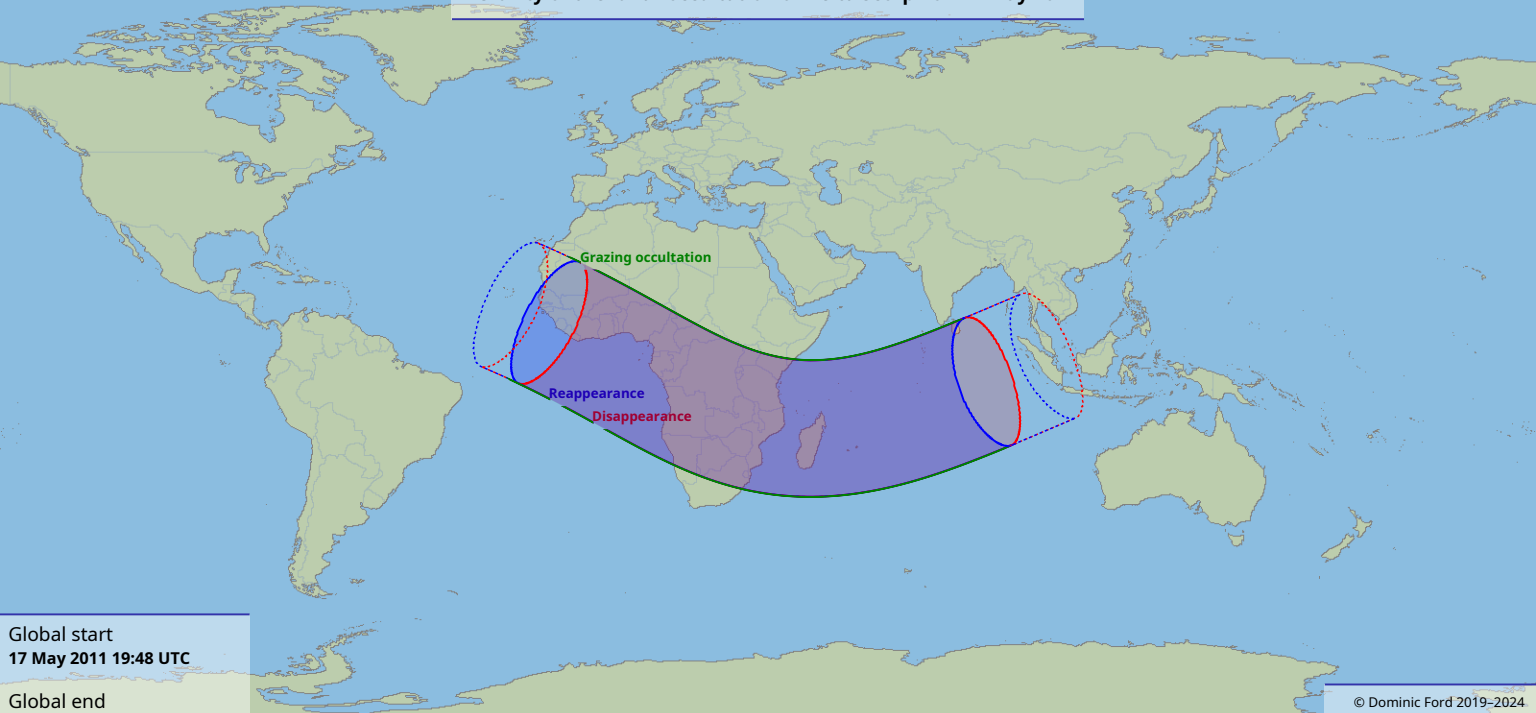 Grazing occultation
Reappearance
Disappearance
Global start
17 May 2011 19:48 UTC
Global end
© Dominic Ford 2019–2024